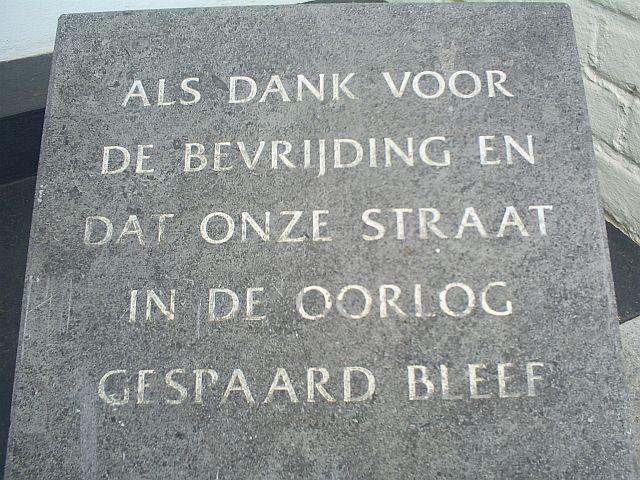 ALS DANK VOOR
DE BEVRIJDING EN
DAT ONZE STRAAT
IN DE OORLOG
GESPAARD BLEEF